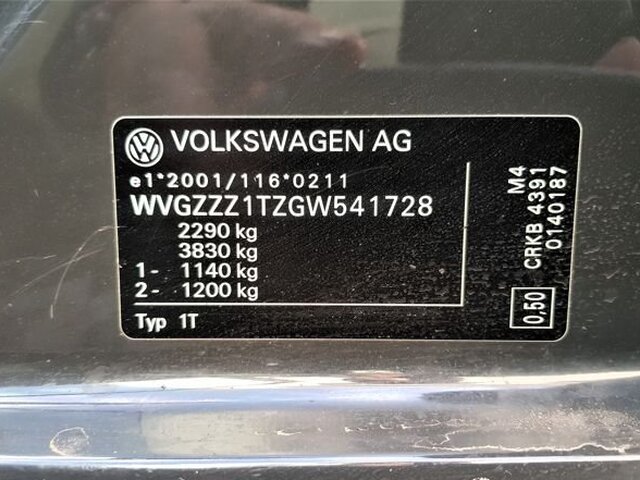 VOLKSWAGEN AG
e1*2001/116*0211
WVGZZZ1TZGW541728
2290 kg
3830 kg
1- 1140 kg
2- 1200 kg
Typ 1T
M4
CRKB 4391
0140187
0,50